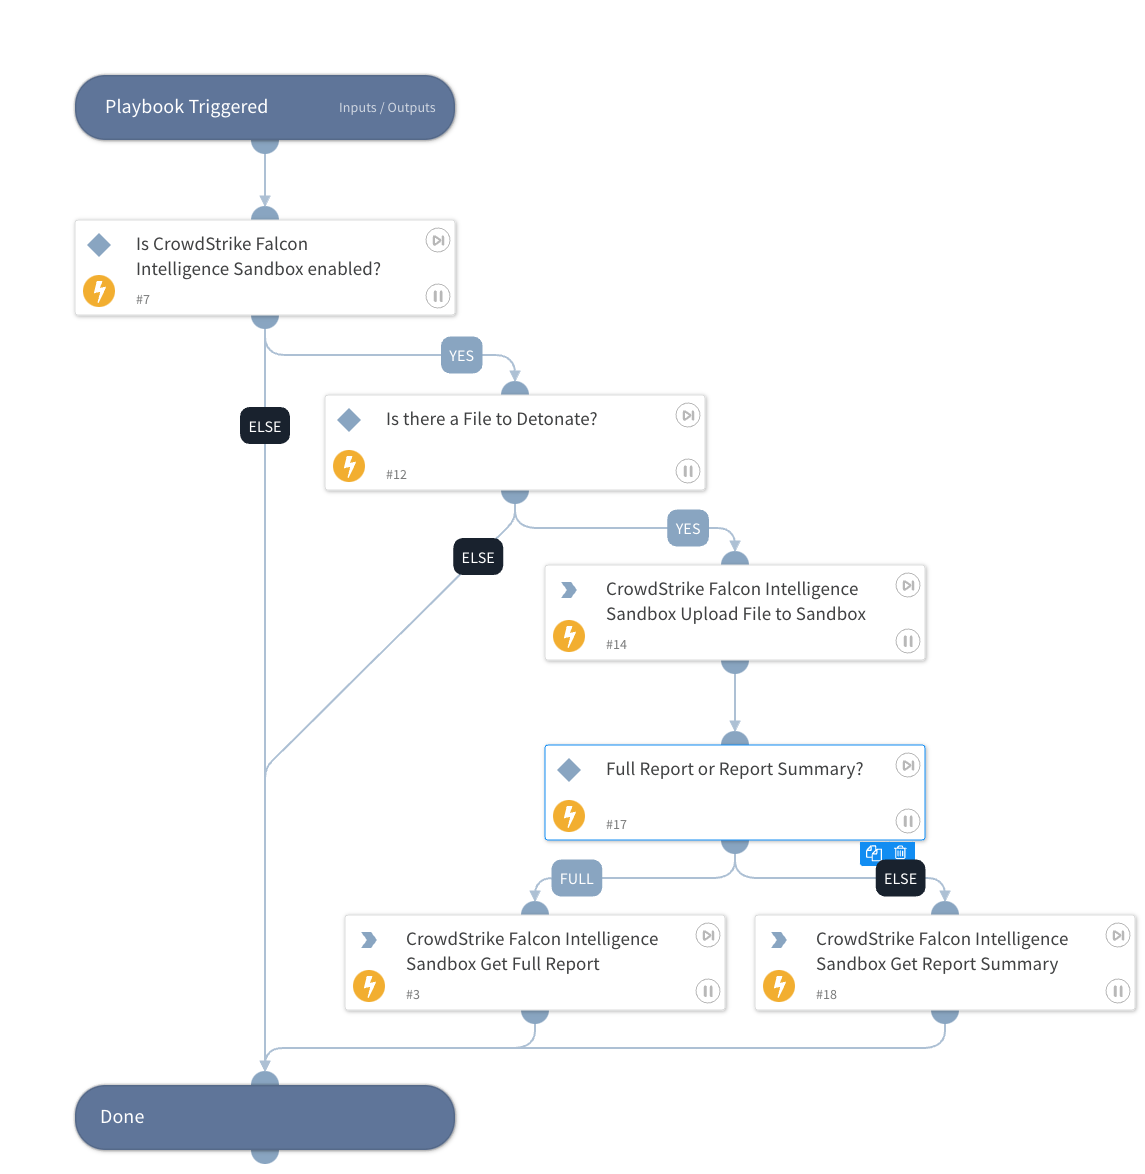 Playbook Triggered
Inputs / Outputs
Is CrowdStrike Falcon
Intelligence Sandbox enabled?
#7
YES
ELSE
Is there a File to Detonate?
#12
YES
ELSE
CrowdStrike Falcon Intelligence
Sandbox Upload File to Sandbox
#14
Full Report or Report Summary?
#17
FULL
ELSE
CrowdStrike Falcon Intelligence
Sandbox Get Full Report
#3
CrowdStrike Falcon Intelligence
Sandbox Get Report Summary
#18
Done